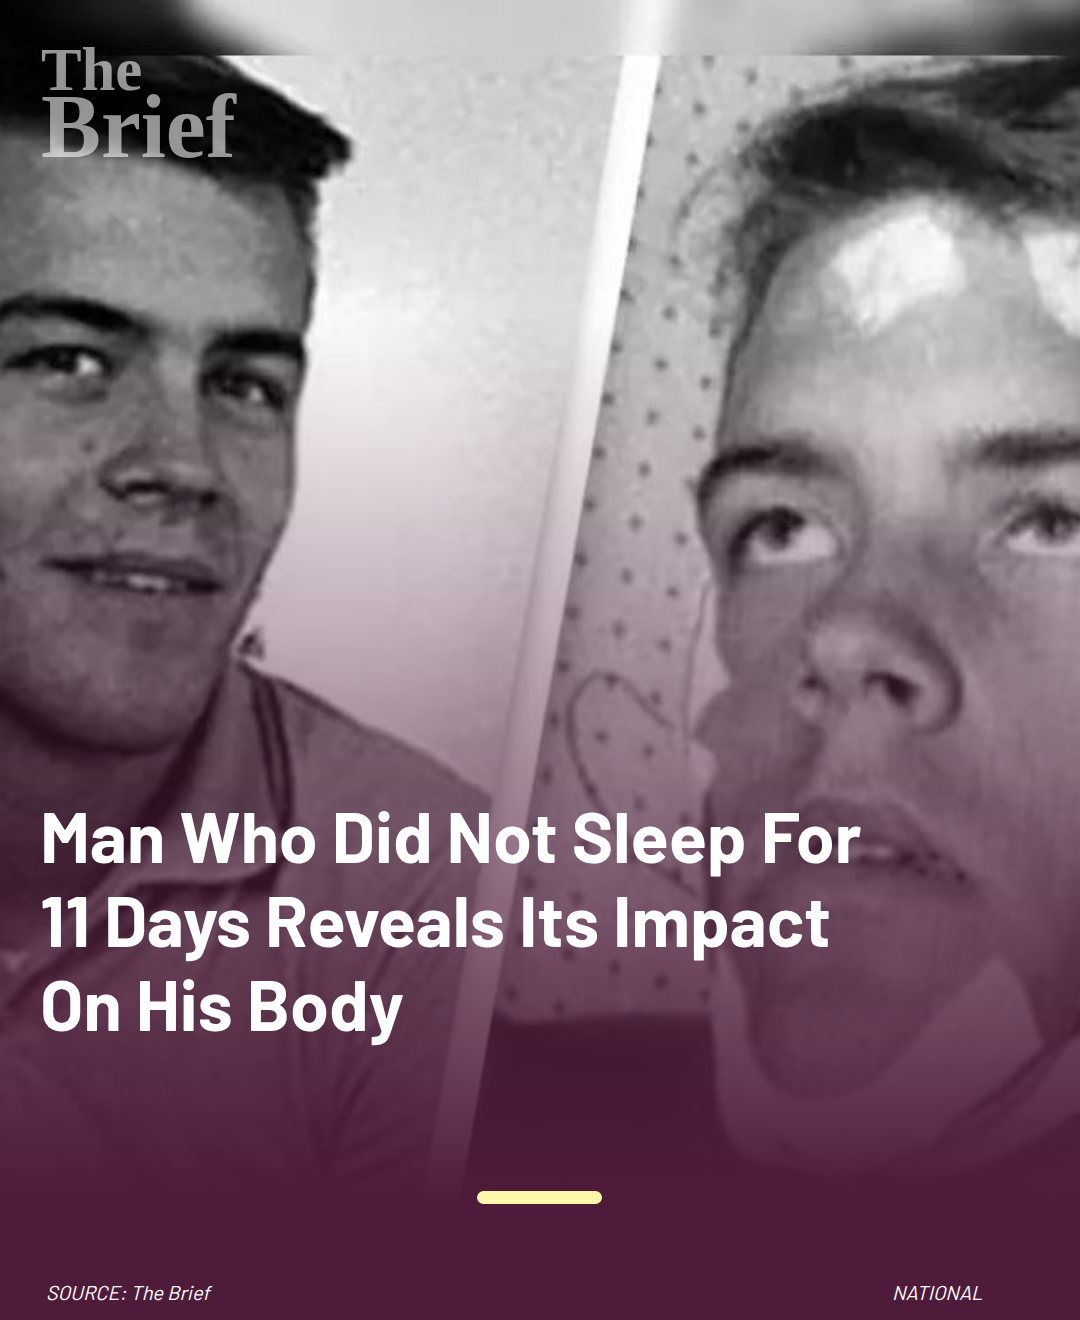 The
Brief
Man Who Did Not Sleep For
11 Days Reveals Its Impact
On His Body
SOURCE: The Brief
NATIONAL